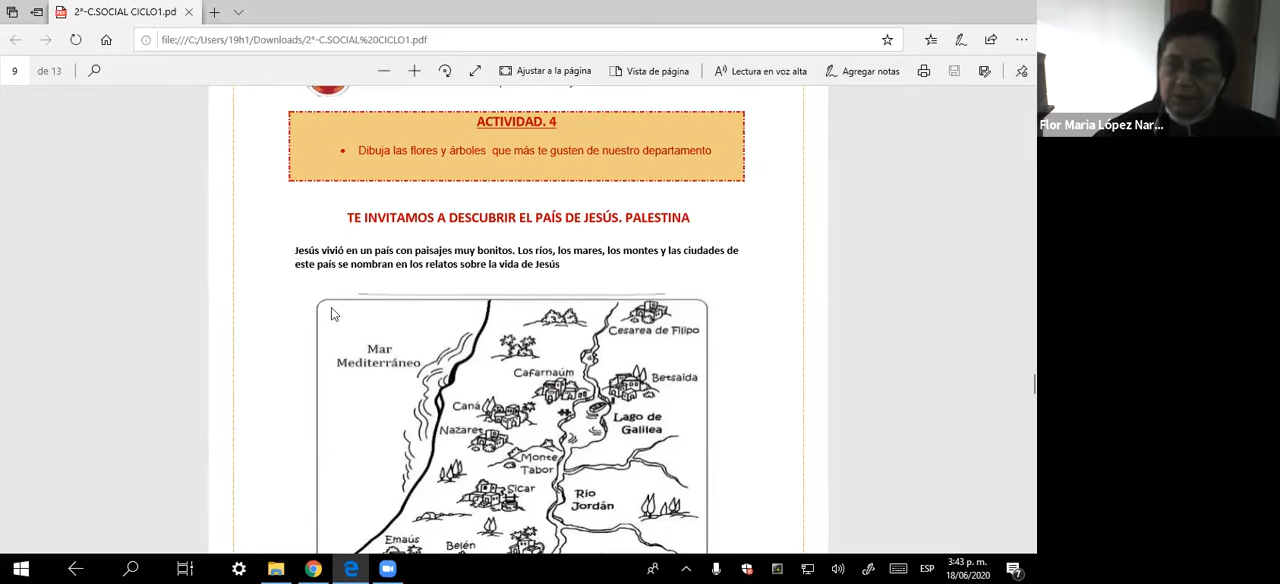 2°-C.SOCIAL CICLO1.pd
file:///C:/Users/19h1/Downloads/2°-C.SOCIAL%20CICLO1.pdf
9 de 13
Ajustar a la página
Vista de página
Lectura en voz alta
Agregar notas
Flor Maria López Nar...
ACTIVIDAD. 4
• Dibuja las flores y árboles que más te gusten de nuestro departamento
TE INVITAMOS A DESCUBRIR EL PAÍS DE JESÚS. PALESTINA
Jesús vivió en un país con paisajes muy bonitos. Los ríos, los mares, los montes y las ciudades de
este país se nombran en los relatos sobre la vida de Jesús
Cesarea de Filipo
Mar
Mediterráneo
Cafarnaúm
Betsaida
Caná
Lago de
Galilea
Nazaret
Monte
Tabor
Sicar
Rio
Jordán
Emaús
Belén
ESP
3:43 p. m.
18/06/2020